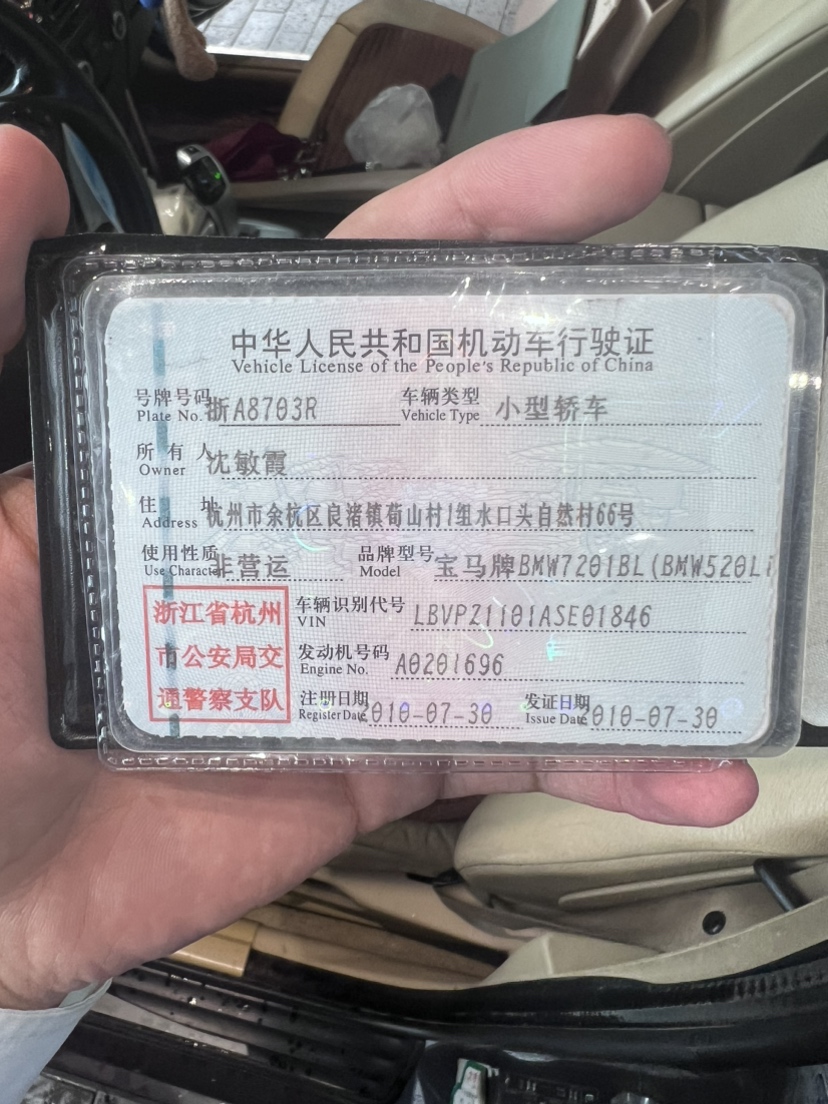 中华人民共和国机动车行驶证
Vehicle License of the People's Republic of China
号牌号码 浙A8703R 车辆类型 小型轿车
Plate No. Vehicle Type
所有人 沈敏霞
Owner
住址 杭州市余杭区良渚镇荀山村1组水口头自然村66号
Address
使用性质 非营运 品牌型号 宝马牌BMW7201BL(BMW520Li
Use Character Model
浙江省杭州
市公安局交
通警察支队
车辆识别代号 LBVPZ1101ASE01846
VIN
发动机号码 A0201696
Engine No.
注册日期 2010-07-30 发证日期 2010-07-30
Register Date Issue Date